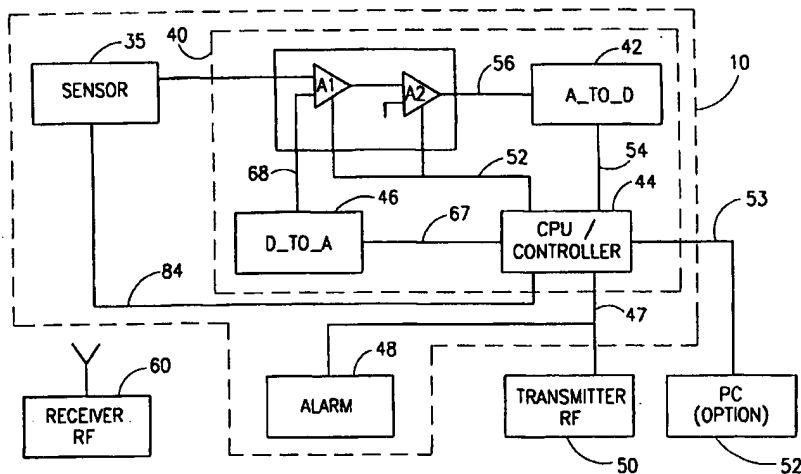 35
40
42
10
SENSOR
A1
A2
56
A_TO_D
68
52
54
46
44
53
D_TO_A
67
CPU /
CONTROLLER
84
47
60
48
RECEIVER
RF
ALARM
TRANSMITTER
RF
PC
(OPTION)
50
52